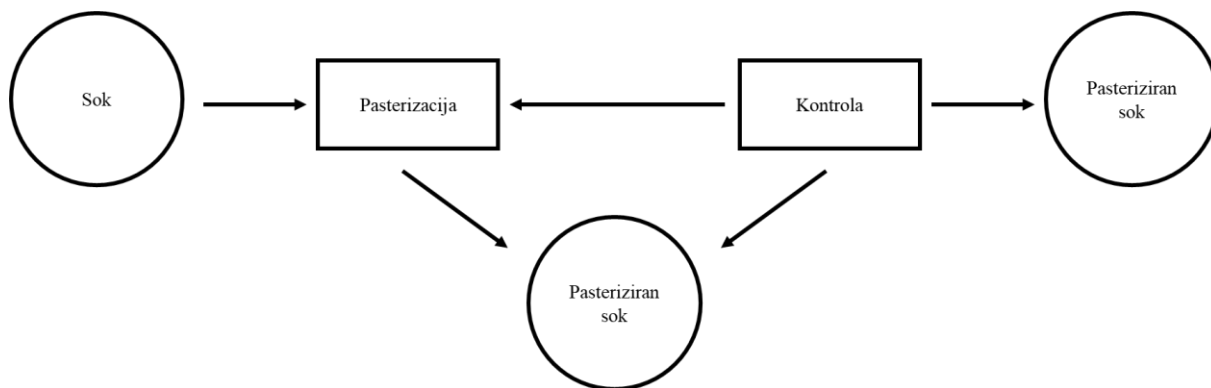 Sok
Pasterizacija
Kontrola
Pasteriziran
sok
Pasteriziran
sok